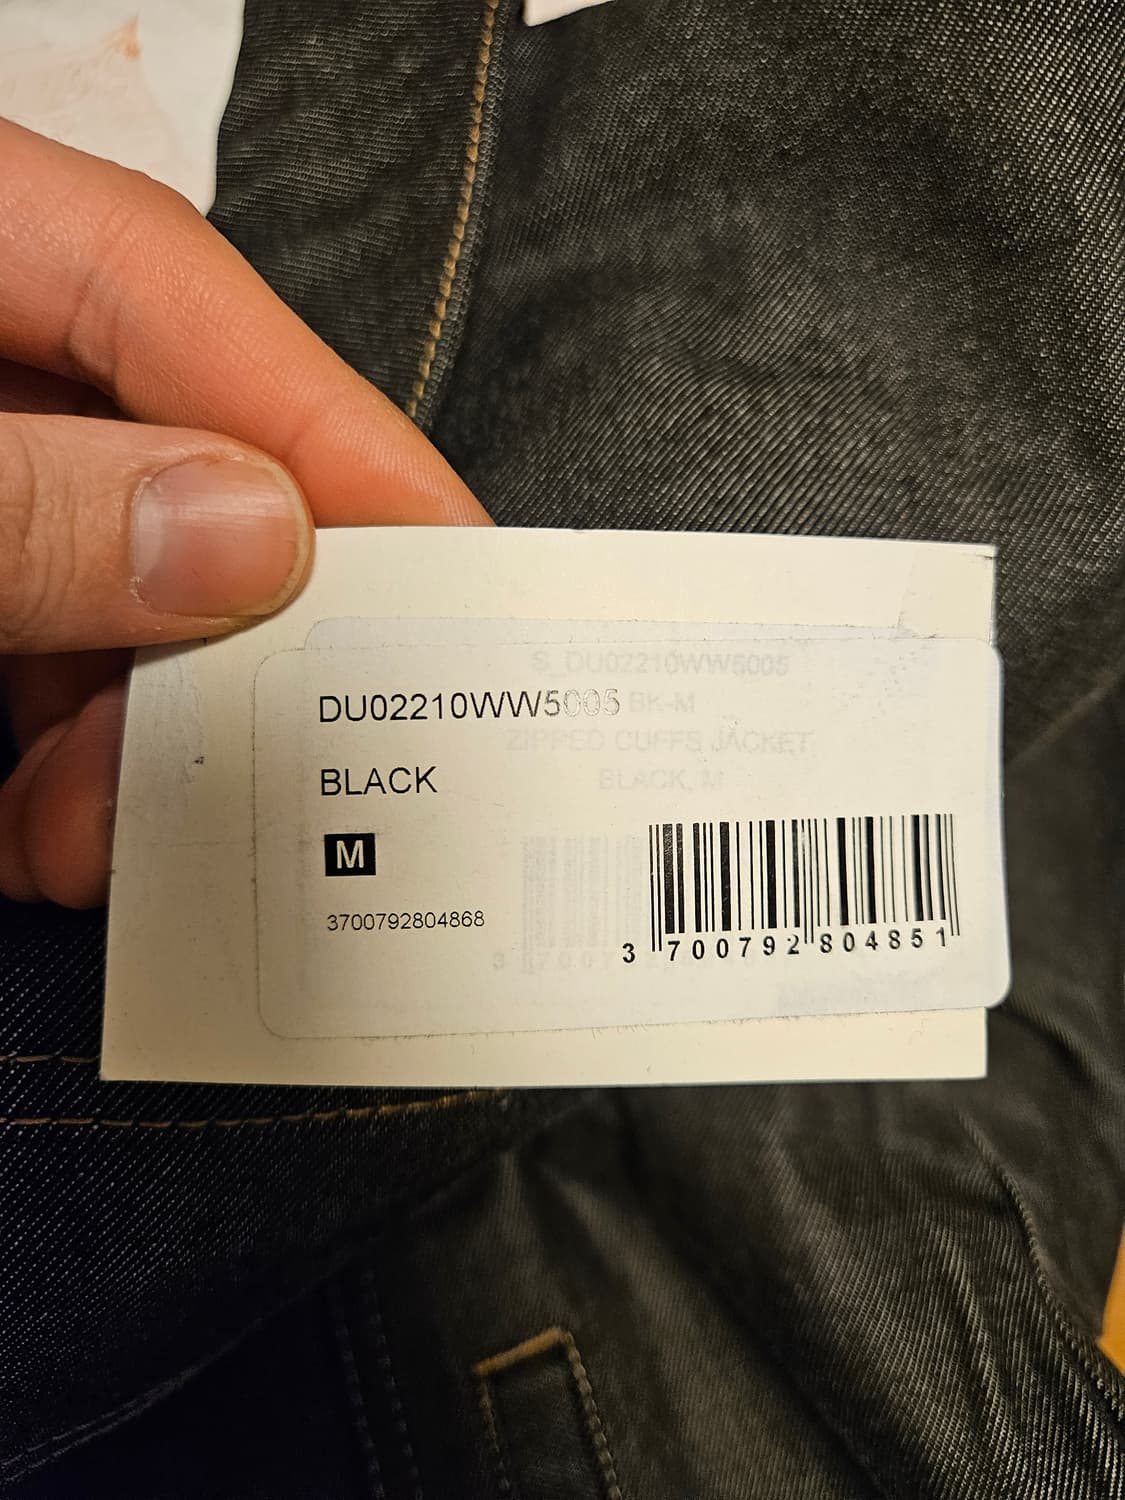 S_DU02210WW5005
DU02210WW5005 BK-M
ZIPPED CUFFS JACKET
BLACK BLACK, M
M
3700792804868
3 700792 804851